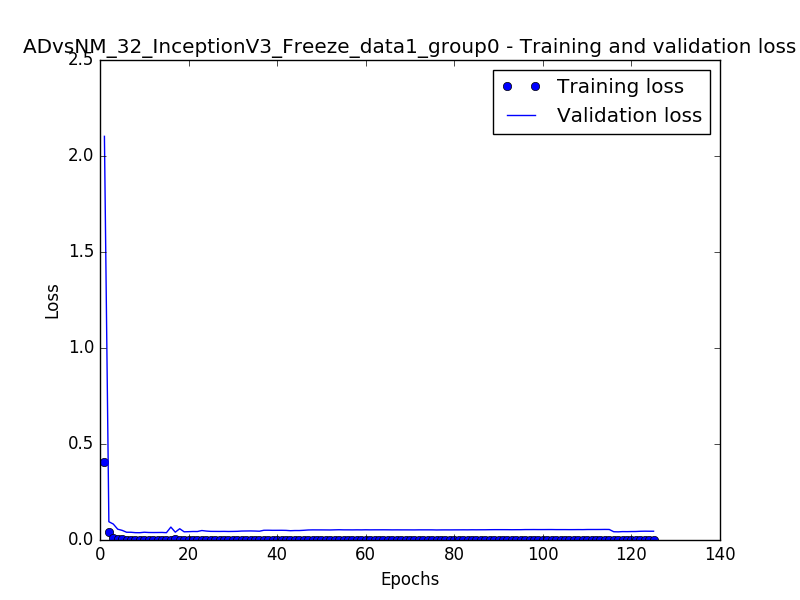 ADvsNM_32_InceptionV3_Freeze_data1_group0 - Training and validation loss
Training loss
Validation loss
2.5
2.0
1.5
1.0
0.5
0.0
Loss
0 20 40 60 80 100 120 140
Epochs